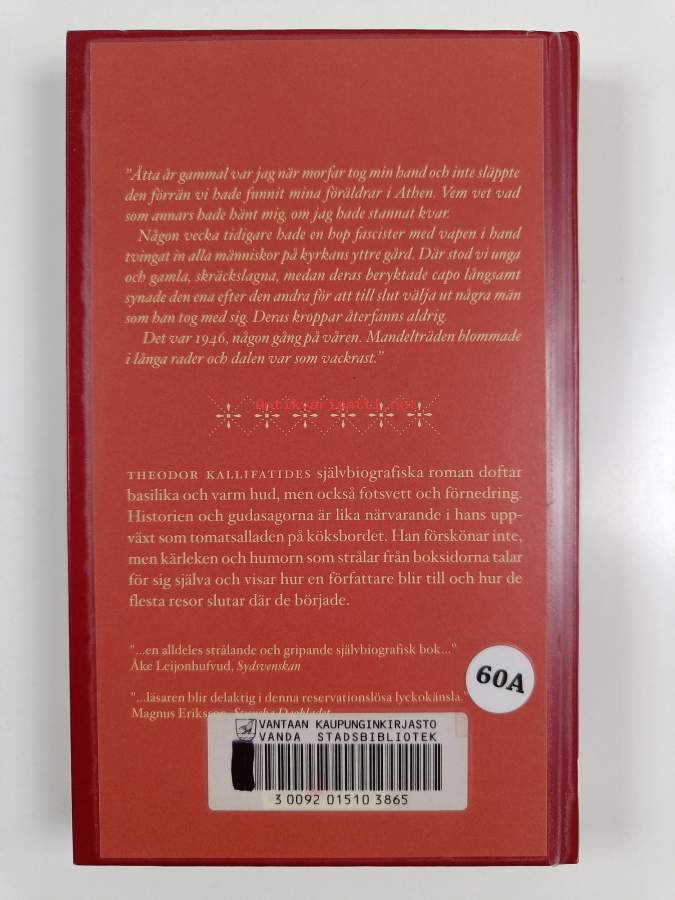 "Åtta år gammal var jag när morfar tog min hand och inte släppte
den förrän vi hade funnit mina föräldrar i Athen. Vem vet vad
som annars hade hänt mig, om jag hade stannat kvar.
Någon vecka tidigare hade en hop fascister med vapen i hand
tvingat in alla människor på kyrkans yttre gård. Där stod vi unga
och gamla, skräckslagna, medan deras beryktade capo långsamt
synade den ena efter den andra för att till slut välja ut några män
som han tog med sig. Deras kroppar återfanns aldrig.
Det var 1946, någon gång på våren. Mandelträden blommade
i långa rader och dalen var som vackrast."
antikvariaatti.net
THEODOR KALLIFATIDES självbiografiska roman doftar
basilika och varm hud, men också fotsvett och förnedring.
Historien och gudasagorna är lika närvarande i hans upp-
växt som tomatsalladen på köksbordet. Han förskönar inte,
men kärleken och humorn som strålar från boksidorna talar
för sig själva och visar hur en författare blir till och hur de
flesta resor slutar där de började.
"...en alldeles strålande och gripande självbiografisk bok..."
Åke Leijonhufvud, Sydsvenskan
60A
"...läsaren blir delaktig i denna reservationslösa lyckokänsla."
Magnus Eriksson, Svenska Dagbladet
VANTAAN KAUPUNGINKIRJASTO
VANDA STADSBIBLIOTEK
3 0092 01510 3865